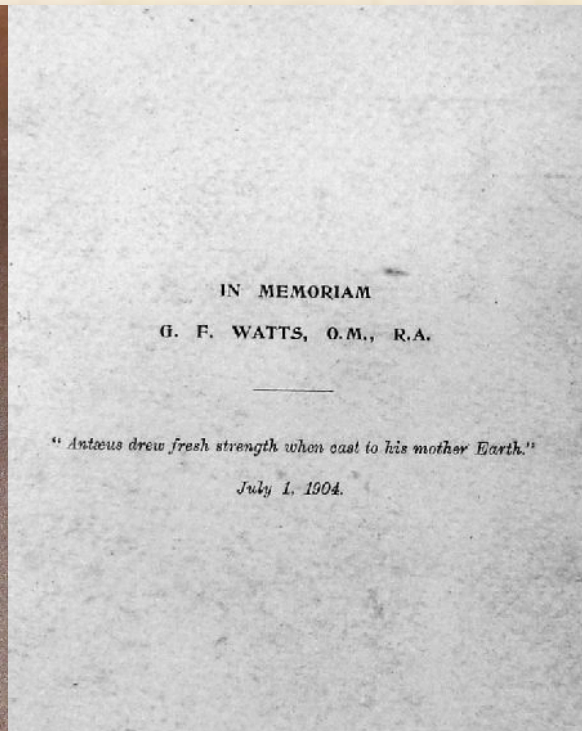 IN MEMORIAM
G. F. WATTS, O.M., R.A.
"Antæus drew fresh strength when cast to his mother Earth."
July 1, 1904.